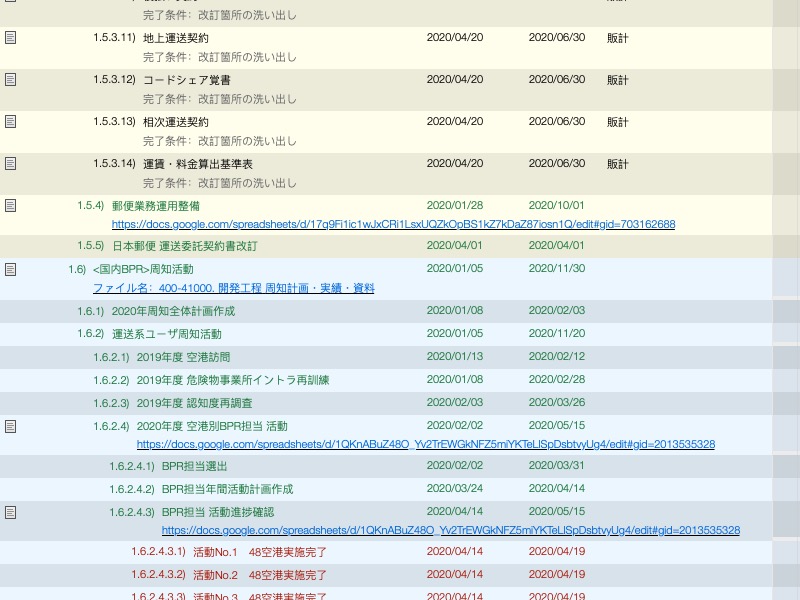 完了条件：改訂箇所の洗い出し
1.5.3.11) 地上運送契約 2020/04/20 2020/06/30 販計
完了条件：改訂箇所の洗い出し
1.5.3.12) コードシェア覚書 2020/04/20 2020/06/30 販計
完了条件：改訂箇所の洗い出し
1.5.3.13) 相次運送契約 2020/04/20 2020/06/30 販計
完了条件：改訂箇所の洗い出し
1.5.3.14) 運賃・料金算出基準表 2020/04/20 2020/06/30 販計
完了条件：改訂箇所の洗い出し
1.5.4) 郵便業務運用整備 2020/01/28 2020/10/01
https://docs.google.com/spreadsheets/d/17q9Fi1ic1wJxCRi1LsxUQZkOpBS1kZ7kDaZ87iosn1Q/edit#gid=703162688
1.5.5) 日本郵便 運送委託契約書改訂 2020/04/01 2020/04/01
1.6) <国内BPR>周知活動 2020/01/05 2020/11/30
ファイル名：400-41000. 開発工程 周知計画・実績・資料
1.6.1) 2020年度周知全体計画作成 2020/01/08 2020/02/03
1.6.2) 運送系ユーザ周知活動 2020/01/05 2020/11/20
1.6.2.1) 2019年度 空港訪問 2020/01/13 2020/02/12
1.6.2.2) 2019年度 危険物事業所イントラ再訓練 2020/01/08 2020/02/28
1.6.2.3) 2019年度 認知度再調査 2020/02/03 2020/03/26
1.6.2.4) 2020年度 空港別BPR担当 活動 2020/02/02 2020/05/15
https://docs.google.com/spreadsheets/d/1QKnABuZ48O_Yv2TrEWGkNFZ5miYKTeLlSpDsbtvyUg4/edit#gid=2013535328
1.6.2.4.1) BPR担当選出 2020/02/02 2020/03/31
1.6.2.4.2) BPR担当年間活動計画作成 2020/03/24 2020/04/14
1.6.2.4.3) BPR担当 活動進捗確認 2020/04/14 2020/05/15
https://docs.google.com/spreadsheets/d/1QKnABuZ48O_Yv2TrEWGkNFZ5miYKTeLlSpDsbtvyUg4/edit#gid=2013535328
1.6.2.4.3.1) 活動No.1 48空港実施完了 2020/04/14 2020/04/19
1.6.2.4.3.2) 活動No.2 48空港実施完了 2020/04/14 2020/04/19
1.6.2.4.3.3) 活動No.3 48空港実施完了 2020/04/14 2020/04/19